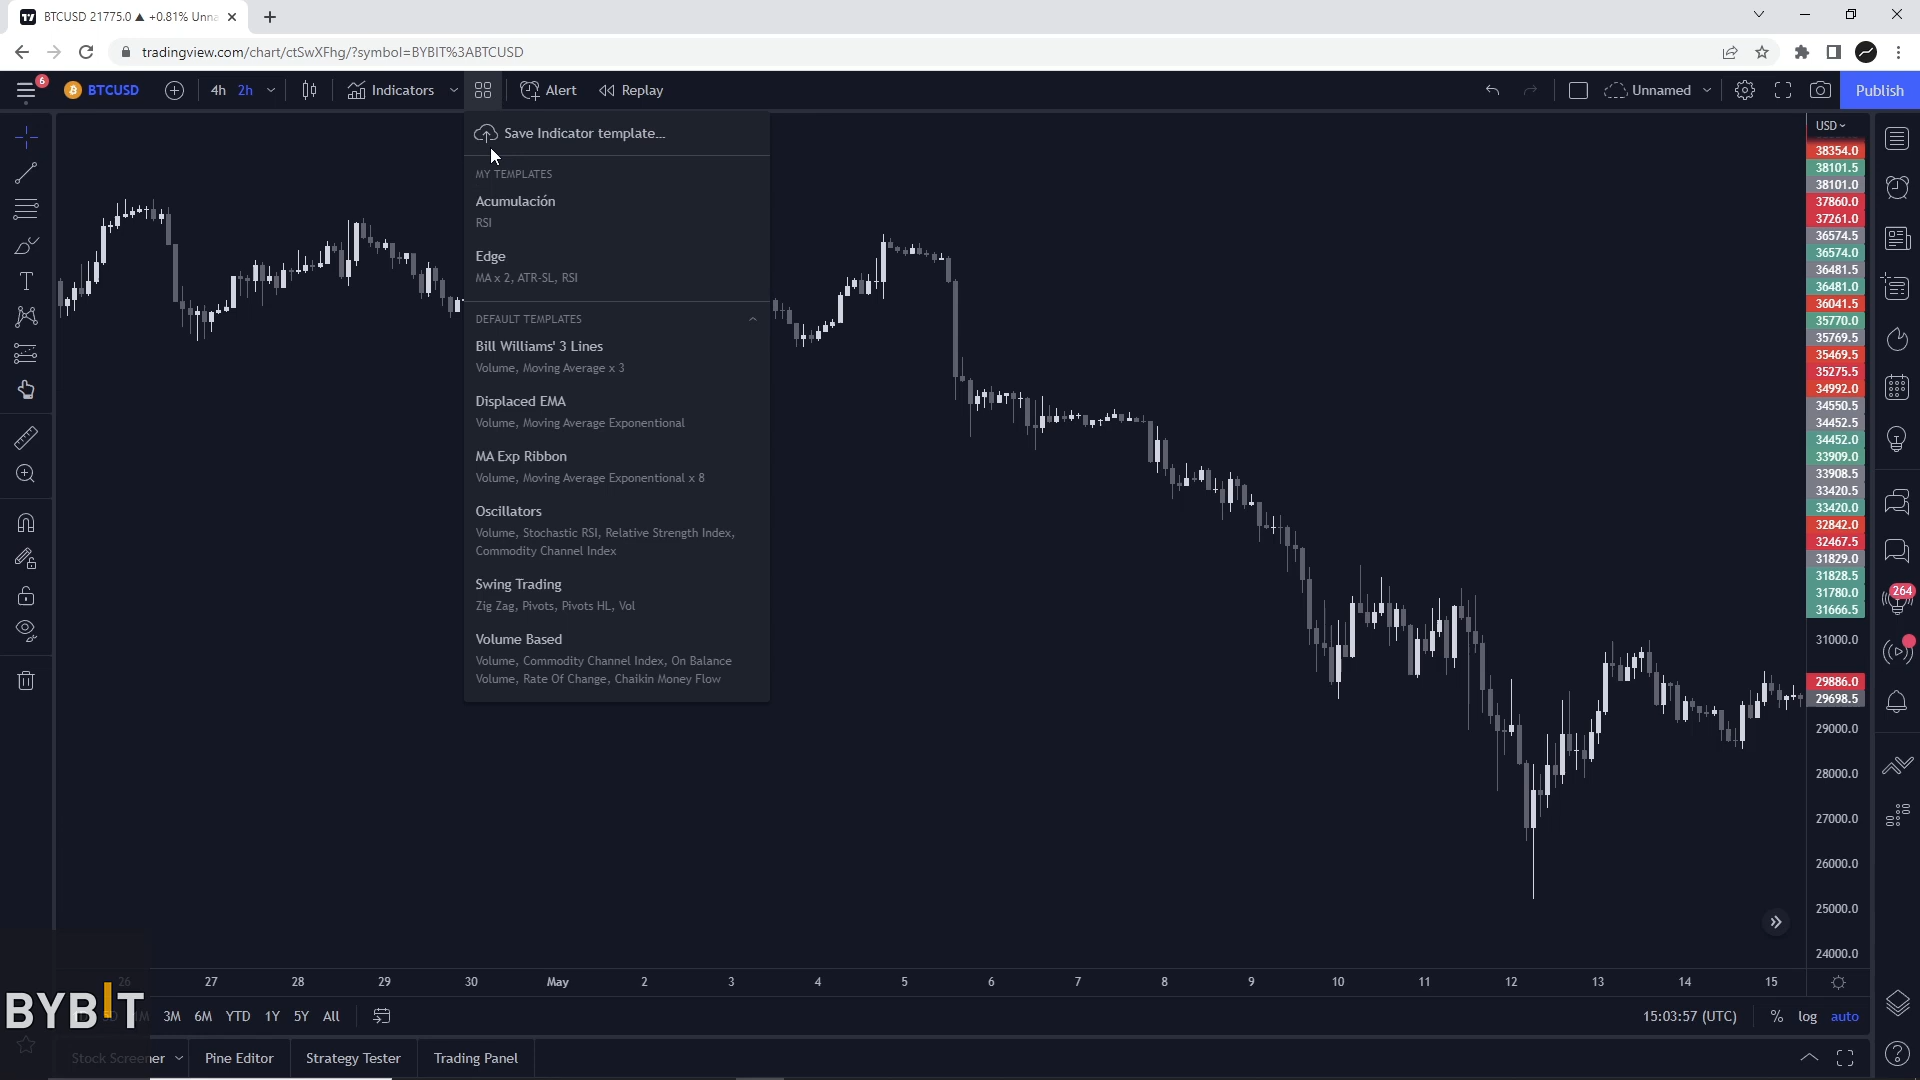 BTCUSD 21775.0 ▲ +0.81% Unna
tradingview.com/chart/ctSwXFhg/?symbol=BYBIT%3ABTCUSD
6
BTCUSD
4h 2h
Indicators
Alert
Replay
Unnamed
Publish
Save Indicator template...
MY TEMPLATES
Acumulación
RSI
Edge
MA x 2, ATR-SL, RSI
DEFAULT TEMPLATES
Bill Williams' 3 Lines
Volume, Moving Average x 3
Displaced EMA
Volume, Moving Average Exponential
MA Exp Ribbon
Volume, Moving Average Exponential x 8
Oscillators
Volume, Stochastic RSI, Relative Strength Index,
Commodity Channel Index
Swing Trading
Zig Zag, Pivots, Pivots HL, Vol
Volume Based
Volume, Commodity Channel Index, On Balance
Volume, Rate Of Change, Chaikin Money Flow
USD
38354.0
38101.5
38101.0
37860.0
37261.0
36574.5
36574.0
36481.5
36481.0
36041.5
35770.0
35769.5
35469.5
35275.5
34992.0
34550.5
34452.5
34452.0
33909.0
33908.5
33420.5
33420.0
32842.0
32467.5
31829.0
31828.5
31780.0
31666.5
31000.0
29886.0
29698.5
29000.0
28000.0
27000.0
26000.0
25000.0
24000.0
264
26 27 28 29 30 May 2 3 4 5 6 7 8 9 10 11 12 13 14 15
BYBIT
1M 3M 6M YTD 1Y 5Y All
15:03:57 (UTC) % log auto
Stock Screener Pine Editor Strategy Tester Trading Panel